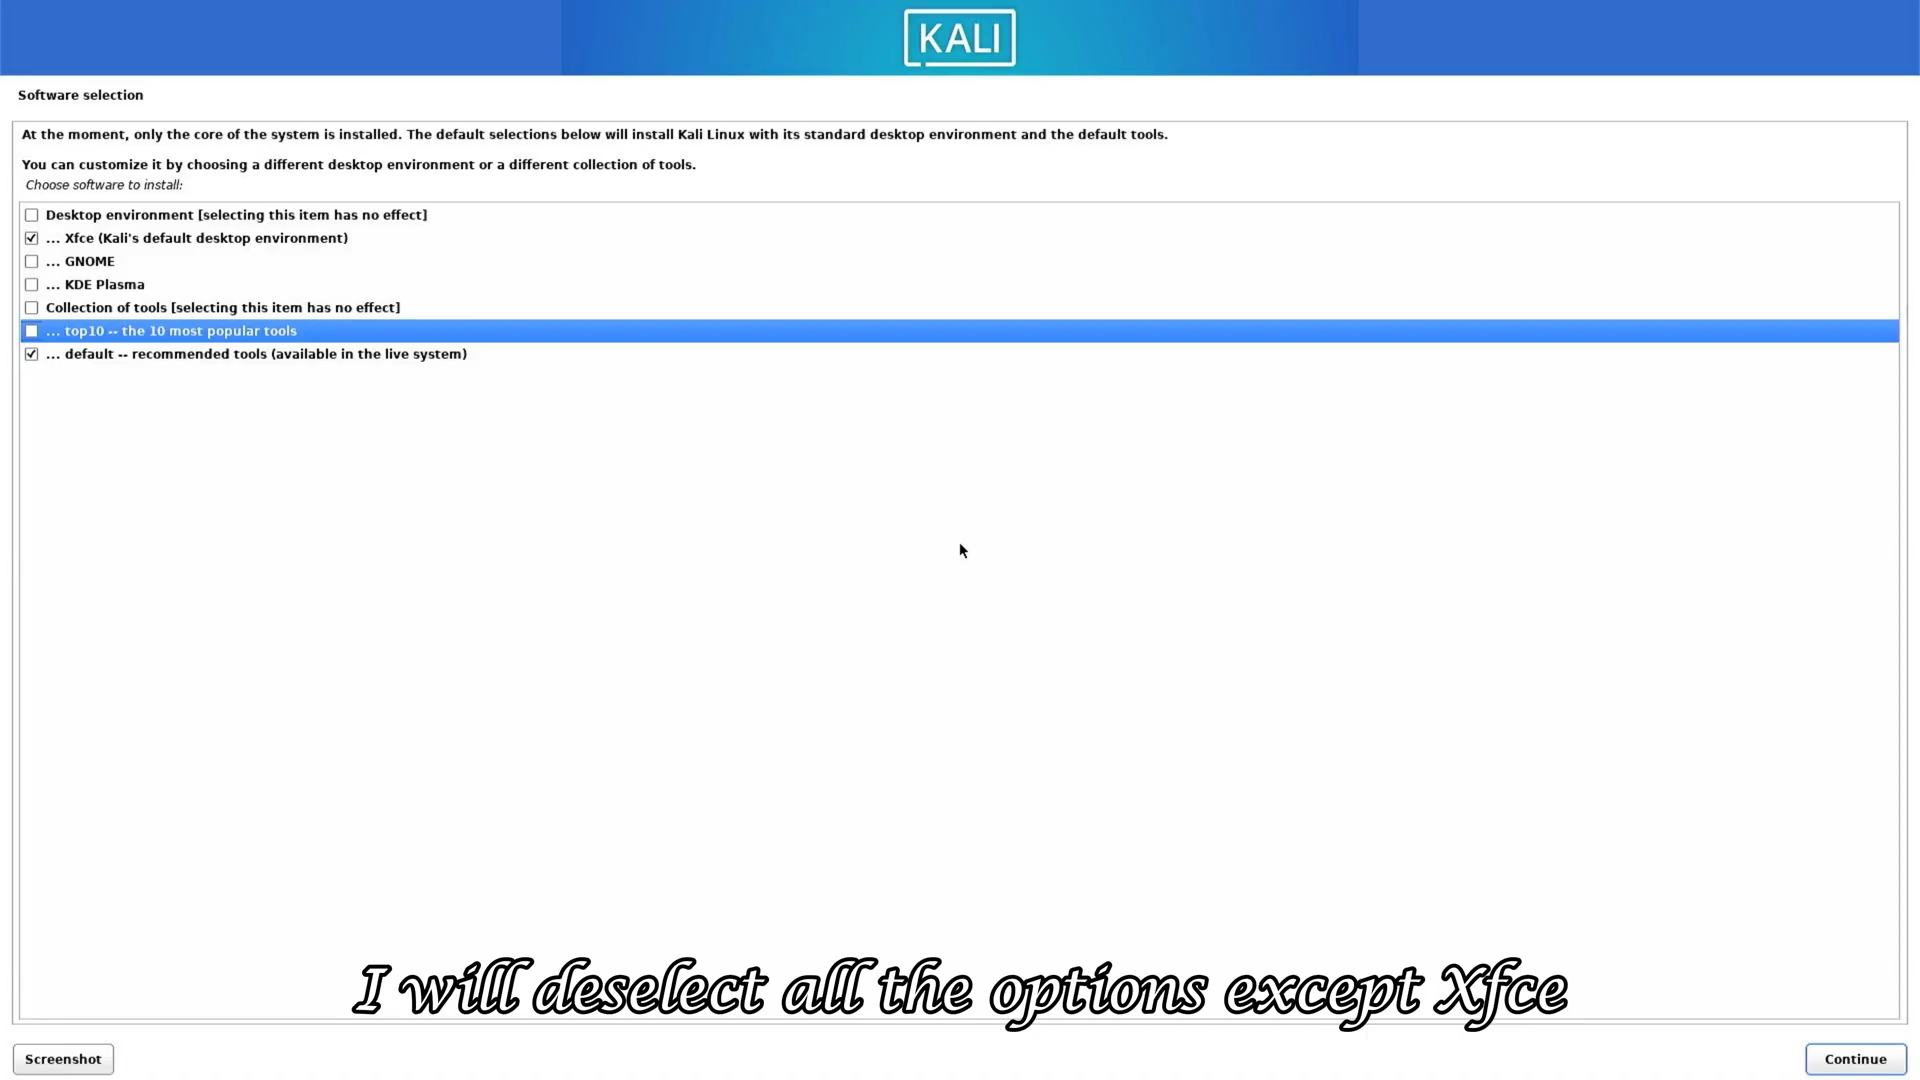 KALI
Software selection
At the moment, only the core of the system is installed. The default selections below will install Kali Linux with its standard desktop environment and the default tools.
You can customize it by choosing a different desktop environment or a different collection of tools.
Choose software to install:
Desktop environment [selecting this item has no effect]
... Xfce (Kali's default desktop environment)
... GNOME
... KDE Plasma
Collection of tools [selecting this item has no effect]
... top10 -- the 10 most popular tools
... default -- recommended tools (available in the live system)
I will deselect all the options except Xfce
Screenshot
Continue